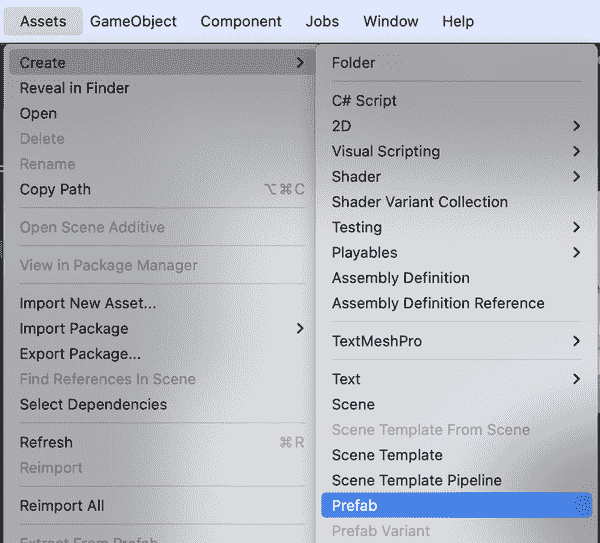 Assets GameObject Component Jobs Window Help
Create
Reveal in Finder
Open
Delete
Rename
Copy Path ⌥⌘C
Open Scene Additive
View in Package Manager
Import New Asset...
Import Package
Export Package...
Find References In Scene
Select Dependencies
Refresh ⌘R
Reimport
Reimport All
Extract From Prefab
Folder
C# Script
2D
Visual Scripting
Shader
Shader Variant Collection
Testing
Playables
Assembly Definition
Assembly Definition Reference
TextMeshPro
Text
Scene
Scene Template From Scene
Scene Template
Scene Template Pipeline
Prefab
Prefab Variant